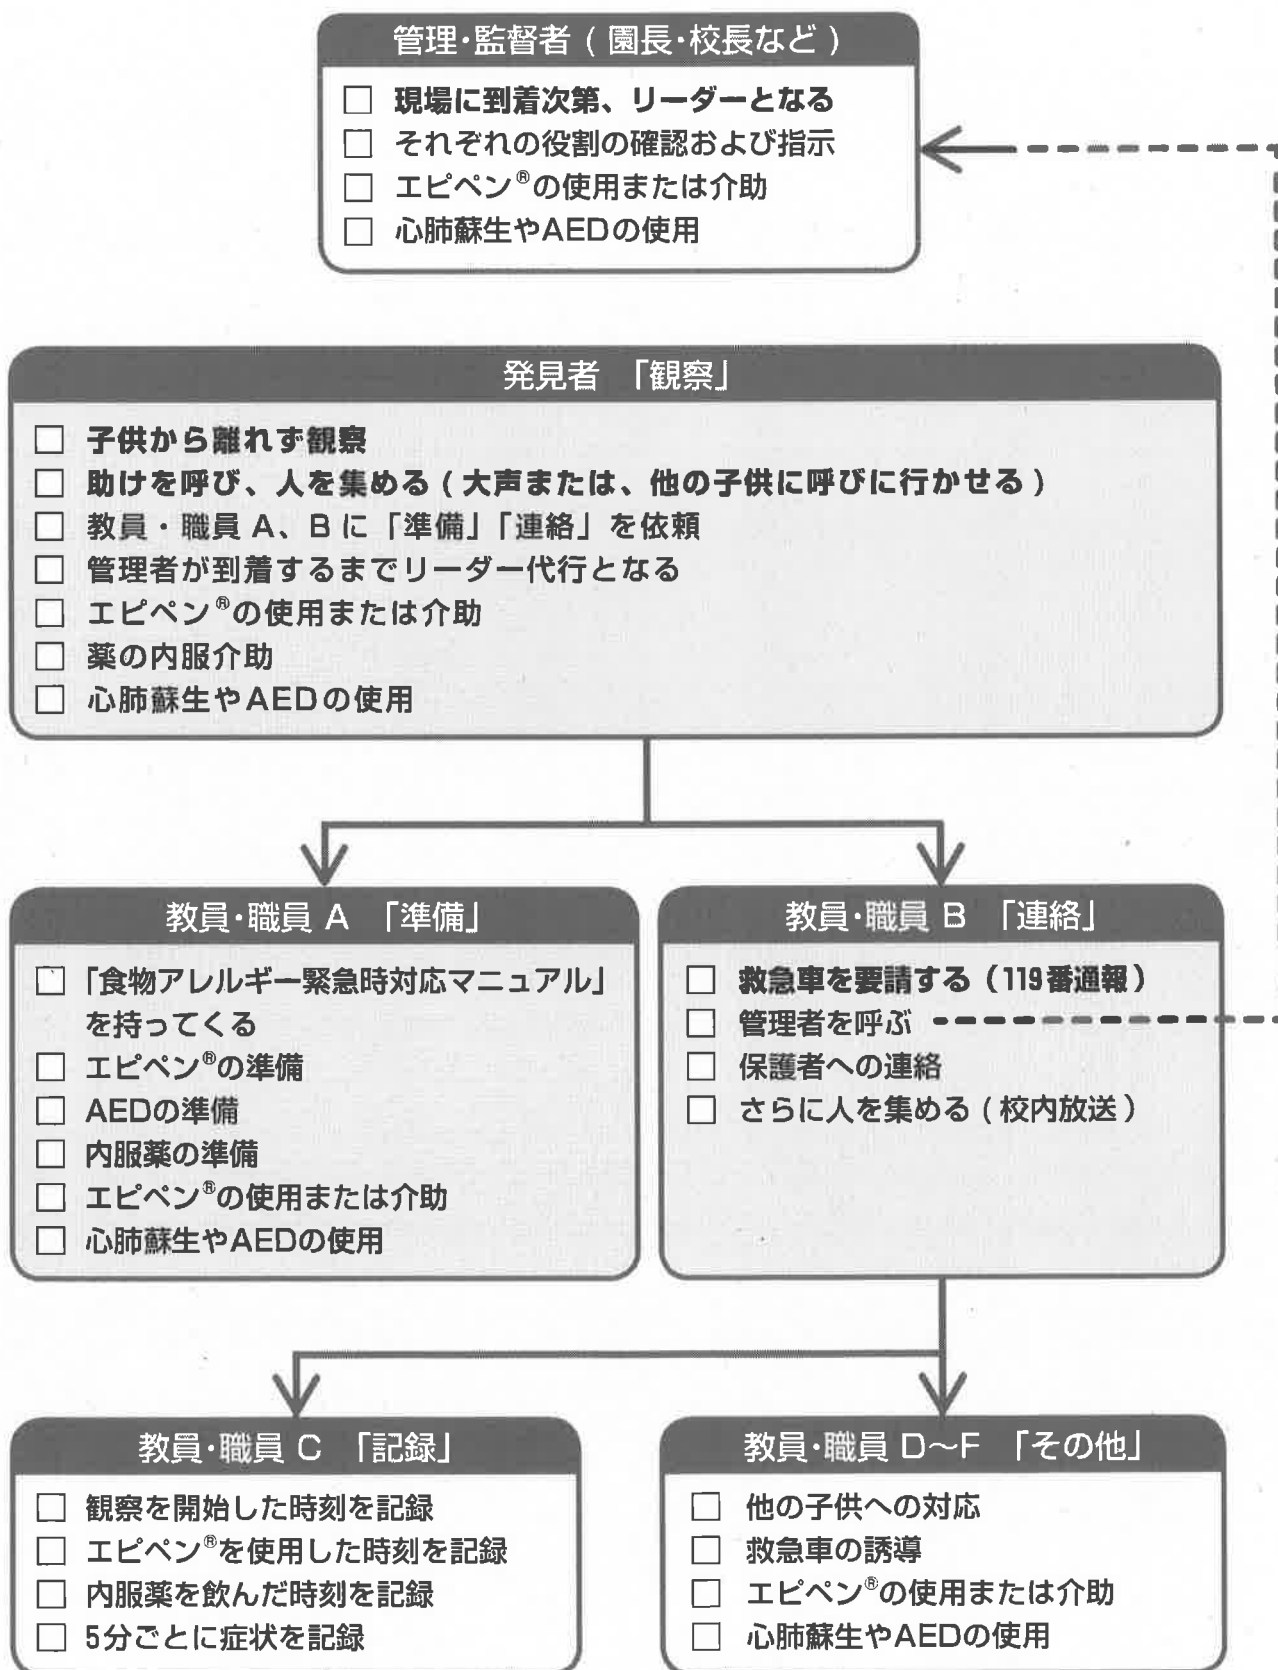 管理・監督者(園長・校長など)
□ 現場に到着次第、リーダーとなる
□ それぞれの役割の確認および指示
□ エピペン®の使用または介助
□ 心肺蘇生やAEDの使用
発見者 「観察」
□ 子供から離れず観察
□ 助けを呼び、人を集める(大声または、他の子供に呼びに行かせる)
□ 教員・職員 A、B に「準備」「連絡」を依頼
□ 管理者が到着するまでリーダー代行となる
□ エピペン®の使用または介助
□ 薬の内服介助
□ 心肺蘇生やAEDの使用
教員・職員 A 「準備」
□ 「食物アレルギー緊急時対応マニュアル」
を持ってくる
□ エピペン®の準備
□ AEDの準備
□ 内服薬の準備
□ エピペン®の使用または介助
□ 心肺蘇生やAEDの使用
教員・職員 B 「連絡」
□ 救急車を要請する(119番通報)
□ 管理者を呼ぶ
□ 保護者への連絡
□ さらに人を集める(校内放送)
教員・職員 C 「記録」
□ 観察を開始した時刻を記録
□ エピペン®を使用した時刻を記録
□ 内服薬を飲んだ時刻を記録
□ 5分ごとに症状を記録
教員・職員 D〜F 「その他」
□ 他の子供への対応
□ 救急車の誘導
□ エピペン®の使用または介助
□ 心肺蘇生やAEDの使用